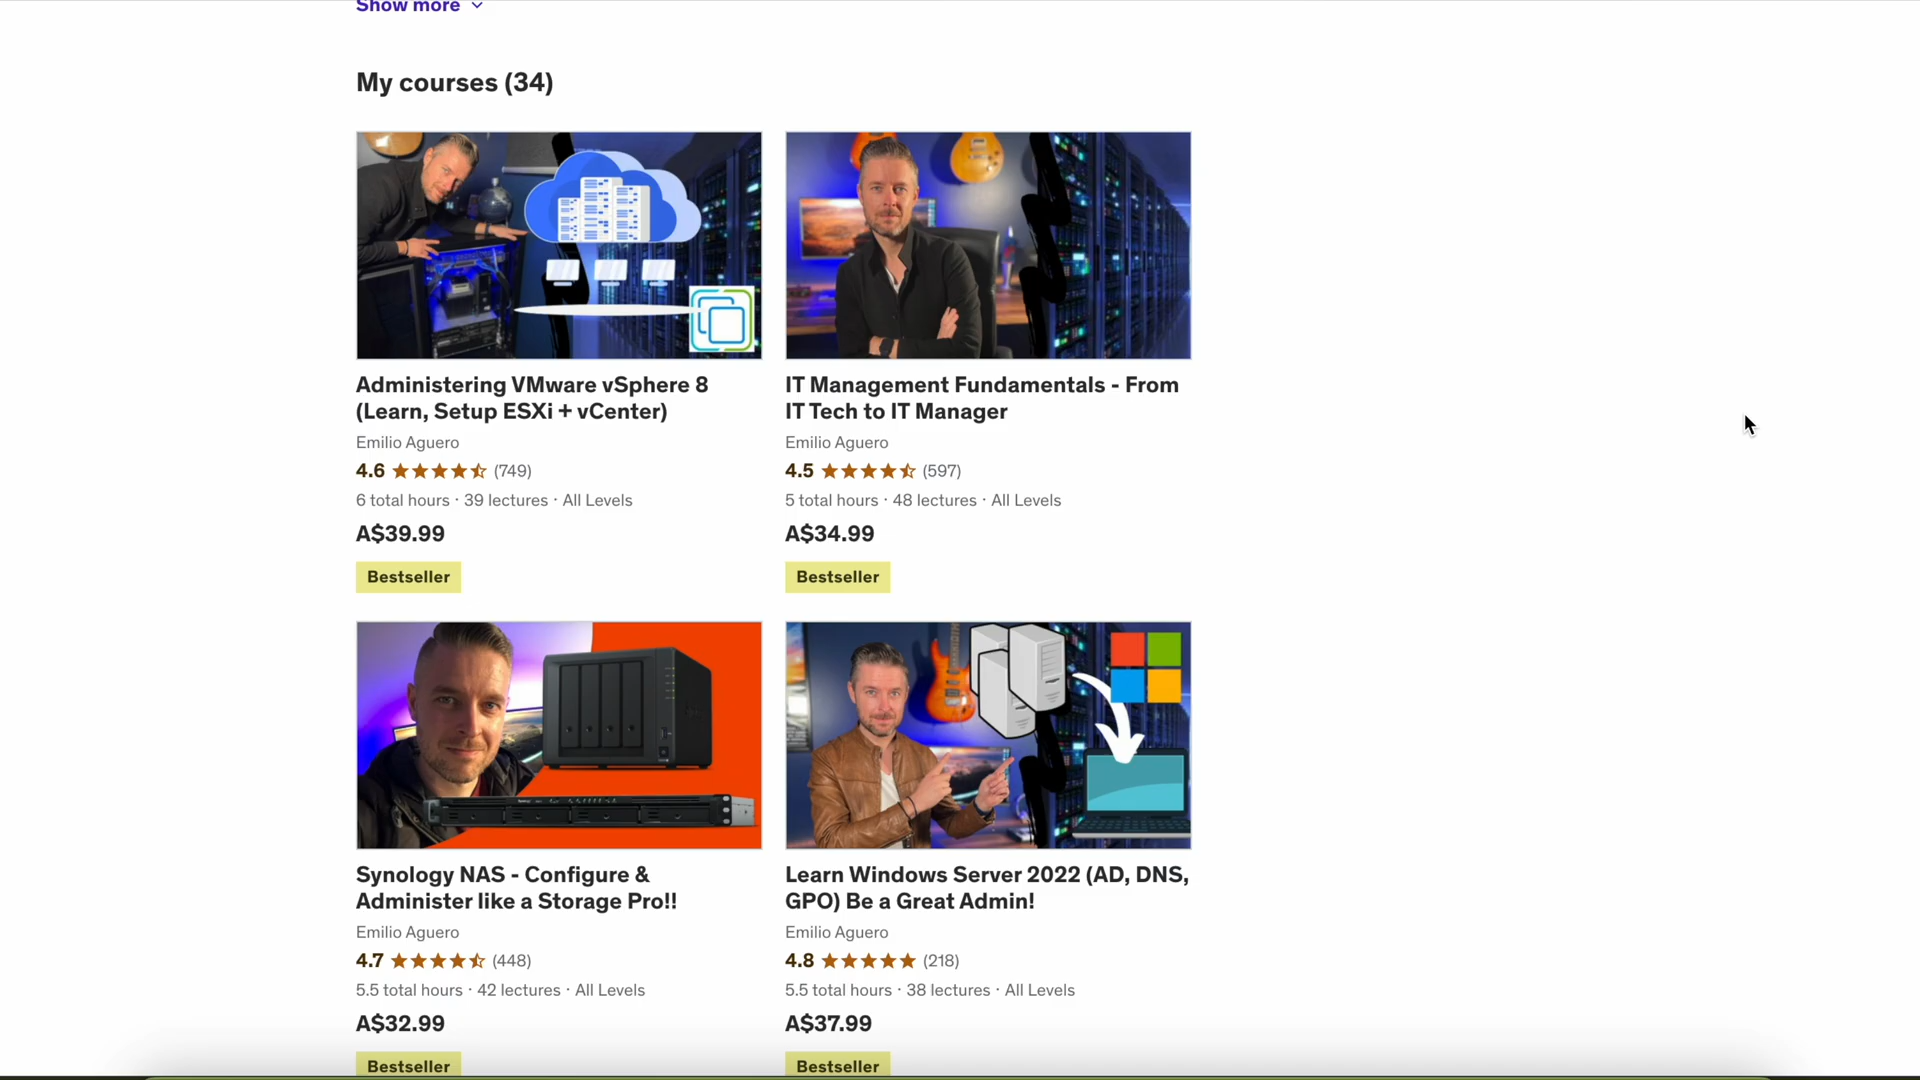 Show more
My courses (34)
Administering VMware vSphere 8
(Learn, Setup ESXi + vCenter)
Emilio Aguero
4.6 (749)
6 total hours · 39 lectures · All Levels
A$39.99
Bestseller
IT Management Fundamentals - From
IT Tech to IT Manager
Emilio Aguero
4.5 (597)
5 total hours · 48 lectures · All Levels
A$34.99
Bestseller
Synology NAS - Configure &
Administer like a Storage Pro!!
Emilio Aguero
4.7 (448)
5.5 total hours · 42 lectures · All Levels
A$32.99
Bestseller
Learn Windows Server 2022 (AD, DNS,
GPO) Be a Great Admin!
Emilio Aguero
4.8 (218)
5.5 total hours · 38 lectures · All Levels
A$37.99
Bestseller